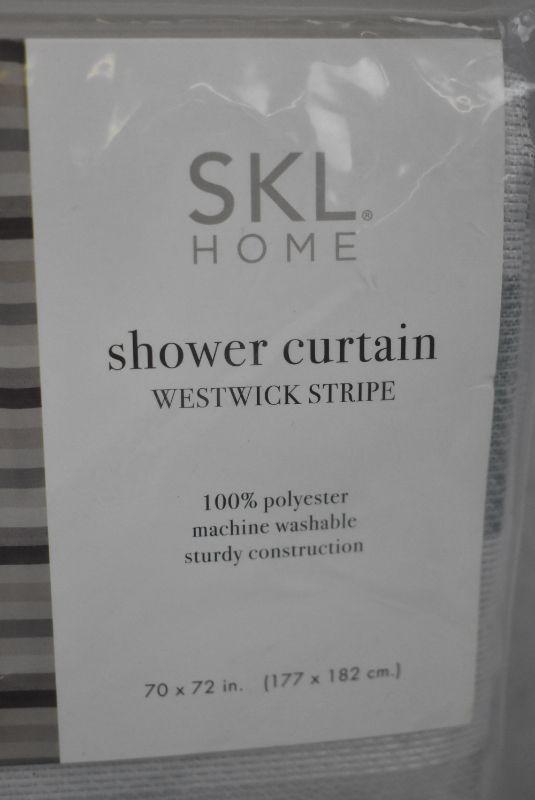 SKL®
HOME
shower curtain
WESTWICK STRIPE
100% polyester
machine washable
sturdy construction
70 x 72 in. (177 x 182 cm.)